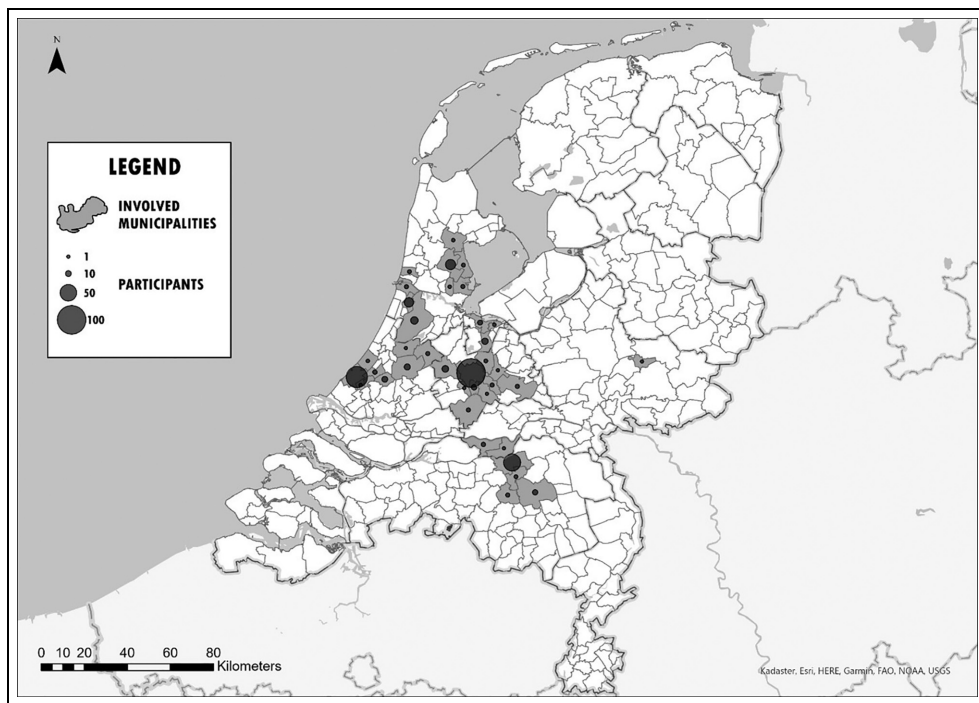 N
LEGEND
INVOLVED
MUNICIPALITIES
1
10
PARTICIPANTS
50
100
0 10 20 40 60 80
Kilometers
Kadaster, Esri, HERE, Garmin, FAO, NOAA, USGS